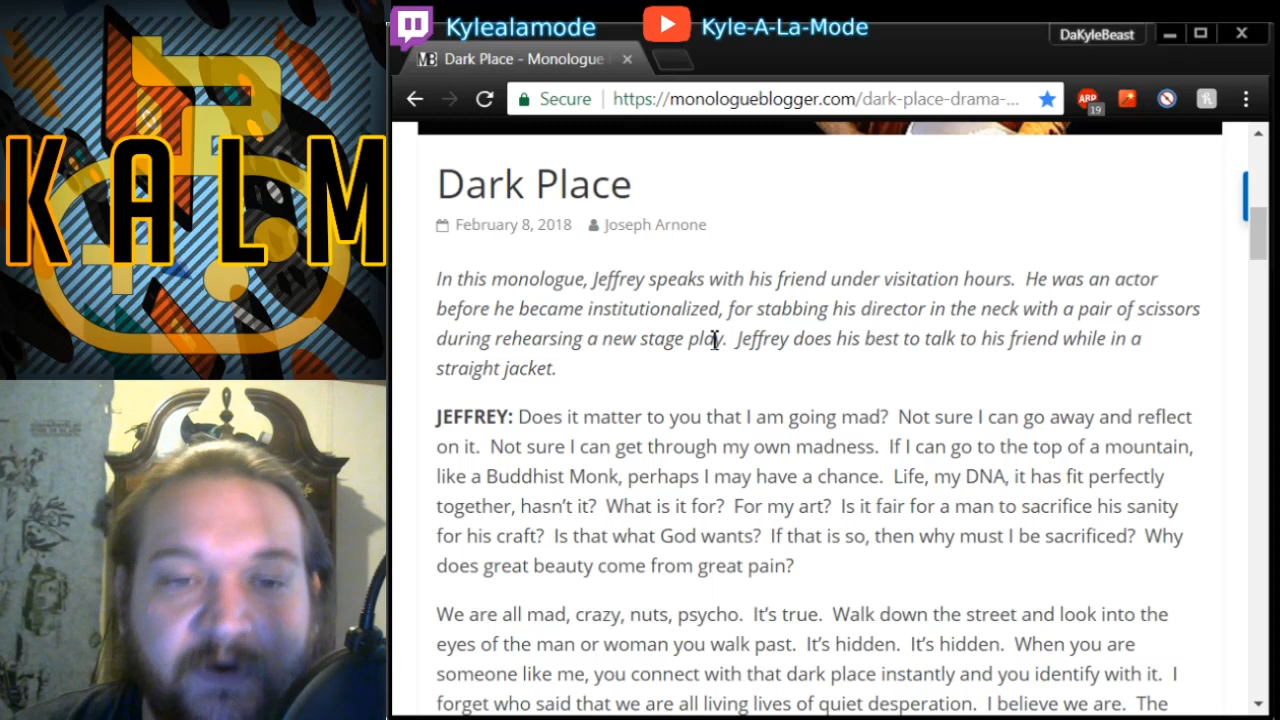 Kylealamode
Kyle-A-La-Mode
DaKyleBeast
Dark Place - Monologue
Secure
https://monologueblogger.com/dark-place-drama-...
ABP
19
KALM
Dark Place
February 8, 2018 Joseph Arnone
In this monologue, Jeffrey speaks with his friend under visitation hours. He was an actor
before he became institutionalized, for stabbing his director in the neck with a pair of scissors
during rehearsing a new stage play. Jeffrey does his best to talk to his friend while in a
straight jacket.
JEFFREY: Does it matter to you that I am going mad? Not sure I can go away and reflect
on it. Not sure I can get through my own madness. If I can go to the top of a mountain,
like a Buddhist Monk, perhaps I may have a chance. Life, my DNA, it has fit perfectly
together, hasn't it? What is it for? For my art? Is it fair for a man to sacrifice his sanity
for his craft? Is that what God wants? If that is so, then why must I be sacrificed? Why
does great beauty come from great pain?
We are all mad, crazy, nuts, psycho. It's true. Walk down the street and look into the
eyes of the man or woman you walk past. It's hidden. It's hidden. When you are
someone like me, you connect with that dark place instantly and you identify with it. I
forget who said that we are all living lives of quiet desperation. I believe we are. The